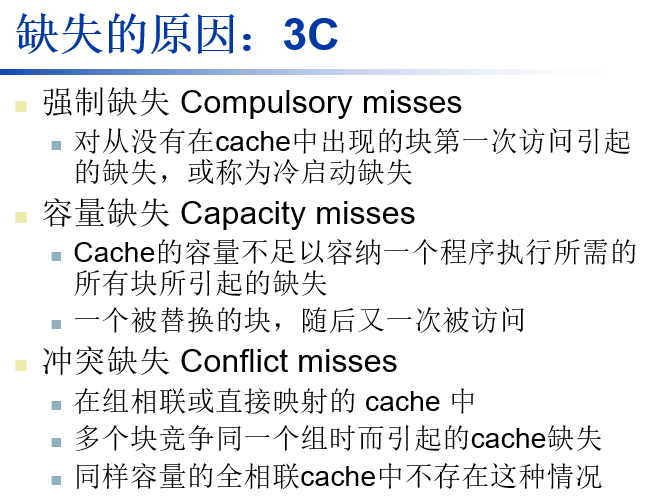 缺失的原因：3C
强制缺失 Compulsory misses
对从没有在cache中出现的块第一次访问引起
的缺失，或称为冷启动缺失
容量缺失 Capacity misses
Cache的容量不足以容纳一个程序执行所需的
所有块所引起的缺失
一个被替换的块，随后又一次被访问
冲突缺失 Conflict misses
在组相联或直接映射的 cache 中
多个块竞争同一个组时而引起的cache缺失
同样容量的全相联cache中不存在这种情况